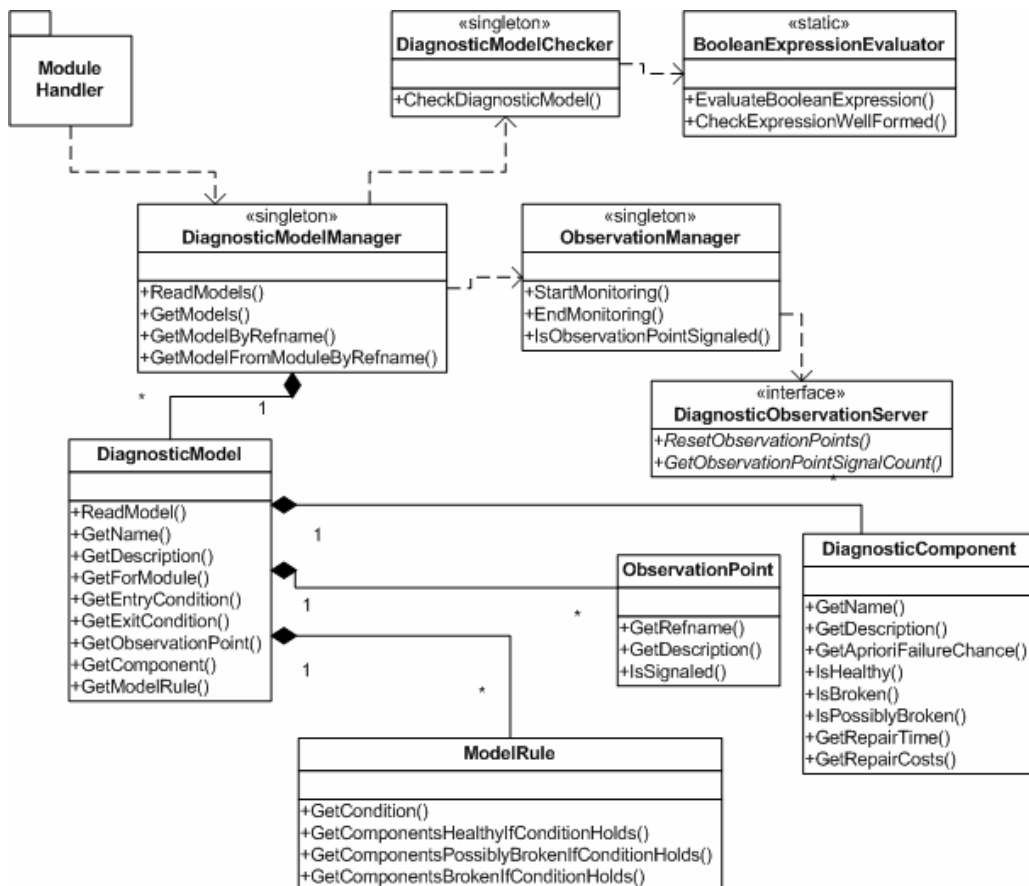 Module
Handler
«singleton»
DiagnosticModelChecker
+CheckDiagnosticModel()
«static»
BooleanExpressionEvaluator
+EvaluateBooleanExpression()
+CheckExpressionWellFormed()
«singleton»
DiagnosticModelManager
+ReadModels()
+GetModels()
+GetModelByRefname()
+GetModelFromModuleByRefname()
«singleton»
ObservationManager
+StartMonitoring()
+EndMonitoring()
+IsObservationPointSignaled()
«interface»
DiagnosticObservationServer
+ResetObservationPoints()
+GetObservationPointSignalCount()
*
1
DiagnosticModel
+ReadModel()
+GetName()
+GetDescription()
+GetForModule()
+GetEntryCondition()
+GetExitCondition()
+GetObservationPoint()
+GetComponent()
+GetModelRule()
1
*
1
*
1
*
ObservationPoint
+GetRefname()
+GetDescription()
+IsSignaled()
DiagnosticComponent
+GetName()
+GetDescription()
+GetAprioriFailureChance()
+IsHealthy()
+IsBroken()
+IsPossiblyBroken()
+GetRepairTime()
+GetRepairCosts()
ModelRule
+GetCondition()
+GetComponentsHealthyIfConditionHolds()
+GetComponentsPossiblyBrokenIfConditionHolds()
+GetComponentsBrokenIfConditionHolds()